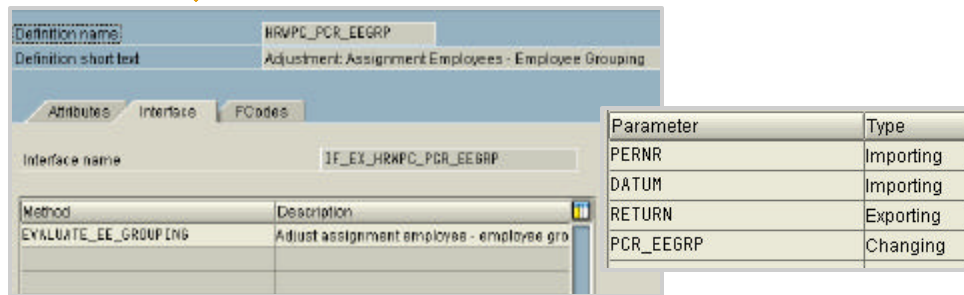 Definition name HRWPC_PCR_EEGRP
Definition short text Adjustment: Assignment Employees - Employee Grouping
Attributes Interface FCodes
Interface name IF_EX_HRWPC_PCR_EEGRP
Method Description
EVALUATE_EE_GROUPING Adjust assignment employee - employee gro
Parameter Type
PERNR Importing
DATUM Importing
RETURN Exporting
PCR_EEGRP Changing